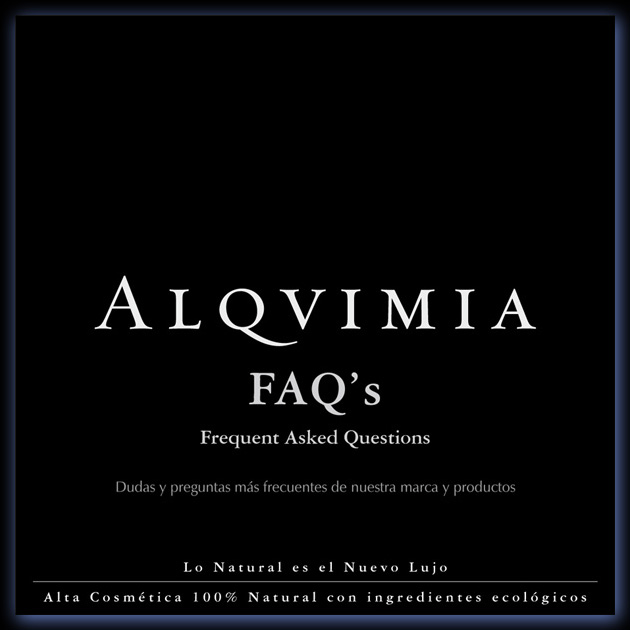 ALQVIMIA
FAQ's
Frequent Asked Questions
Dudas y preguntas más frecuentes de nuestra marca y productos
Lo Natural es el Nuevo Lujo
Alta Cosmética 100% Natural con ingredientes ecológicos